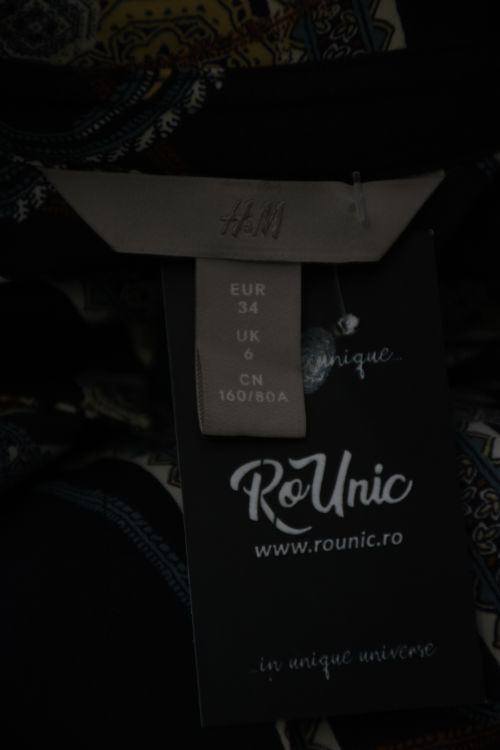 H&M
EUR
34
UK
6
CN
160/80A
unique...
RoUnic
www.rounic.ro
...in unique universe